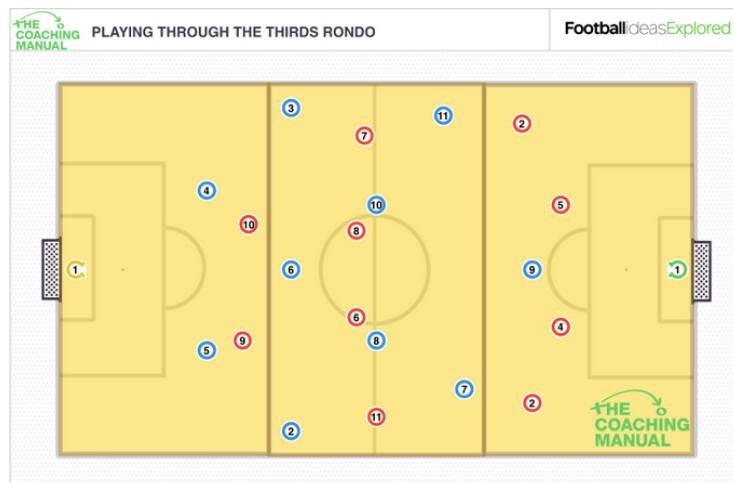 THE
COACHING
MANUAL
PLAYING THROUGH THE THIRDS RONDO
FootballIdeasExplored
3
11
2
7
4
5
10
10
8
1
6
9
1
6
4
9
8
5
7
2
11
2
THE
COACHING
MANUAL